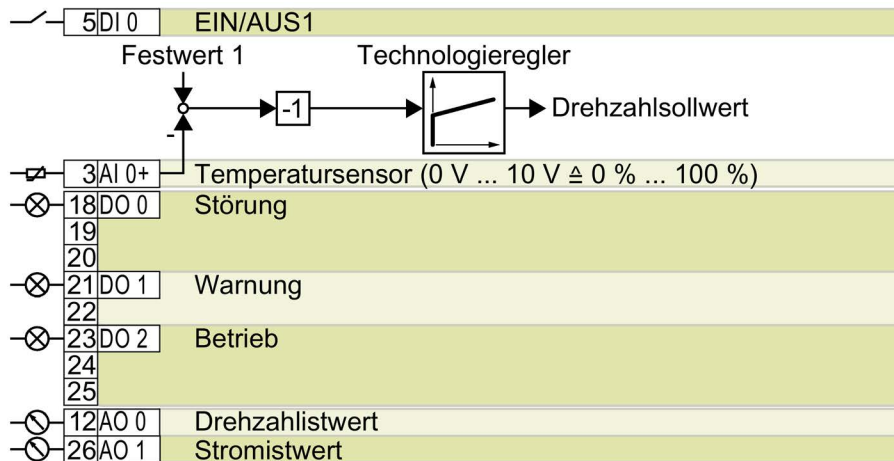 5 DI 0 EIN/AUS1
Festwert 1 Technologieregler
-1 Drehzahlsollwert
-
3 AI 0+ Temperatursensor (0 V ... 10 V ≙ 0 % ... 100 %)
18 DO 0 Störung
19
20
21 DO 1 Warnung
22
23 DO 2 Betrieb
24
25
12 AO 0 Drehzahlistwert
26 AO 1 Stromistwert